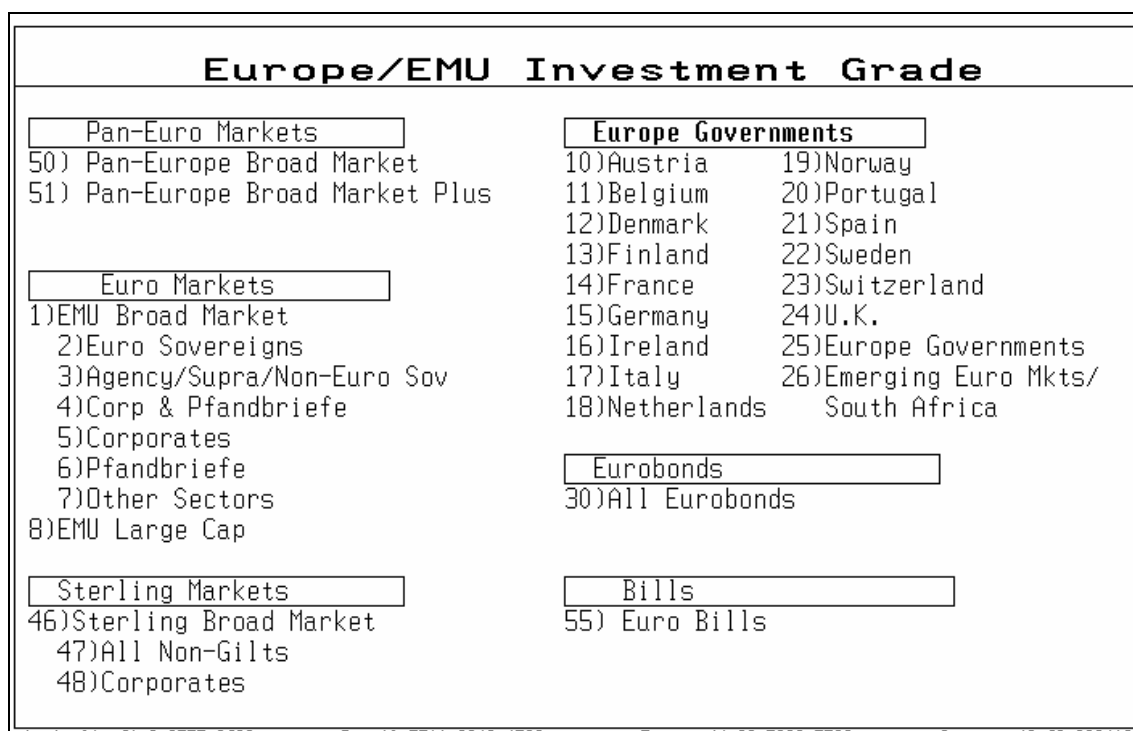 Europe/EMU Investment Grade
Pan-Euro Markets
50) Pan-Europe Broad Market
51) Pan-Europe Broad Market Plus
Euro Markets
1)EMU Broad Market
2)Euro Sovereigns
3)Agency/Supra/Non-Euro Sov
4)Corp & Pfandbriefe
5)Corporates
6)Pfandbriefe
7)Other Sectors
8)EMU Large Cap
Sterling Markets
46)Sterling Broad Market
47)All Non-Gilts
48)Corporates
Europe Governments
10)Austria 19)Norway
11)Belgium 20)Portugal
12)Denmark 21)Spain
13)Finland 22)Sweden
14)France 23)Switzerland
15)Germany 24)U.K.
16)Ireland 25)Europe Governments
17)Italy 26)Emerging Euro Mkts/
18)Netherlands South Africa
Eurobonds
30)All Eurobonds
Bills
55) Euro Bills